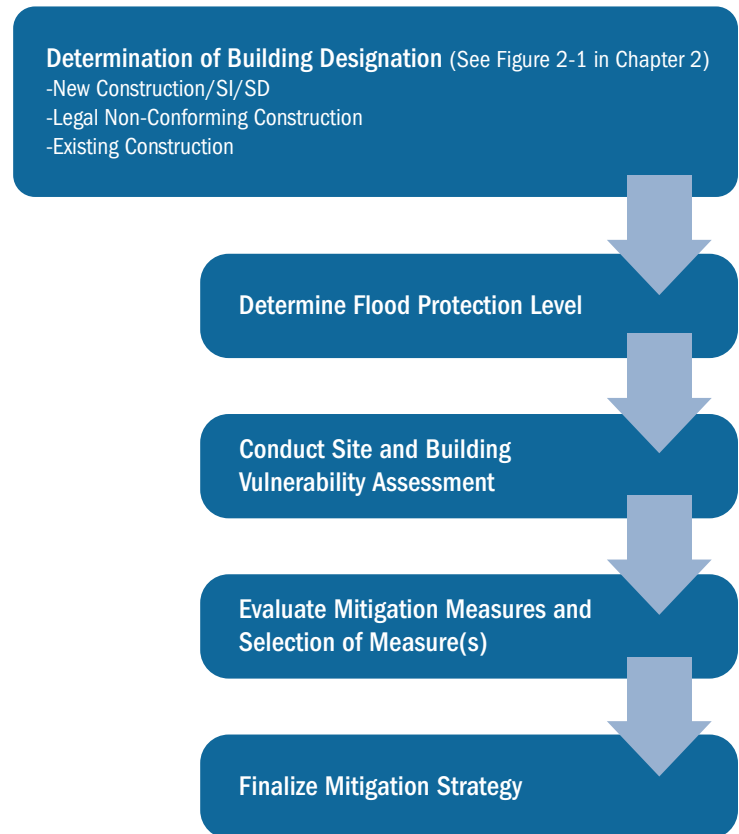 Determination of Building Designation (See Figure 2-1 in Chapter 2)
-New Construction/SI/SD
-Legal Non-Conforming Construction
-Existing Construction
Determine Flood Protection Level
Conduct Site and Building
Vulnerability Assessment
Evaluate Mitigation Measures and
Selection of Measure(s)
Finalize Mitigation Strategy